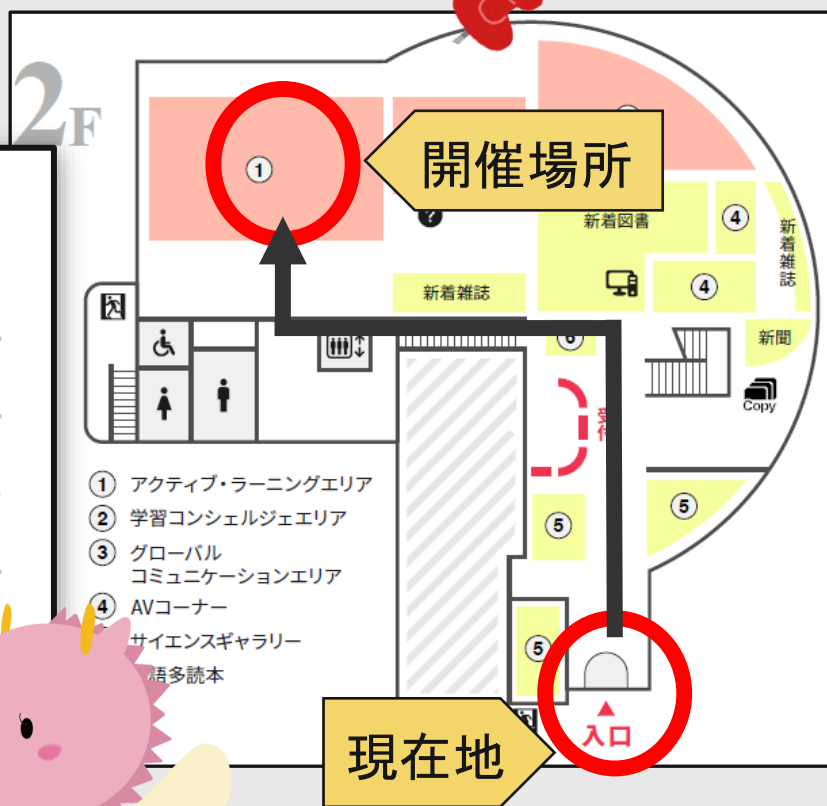 2F
①
開催場所
?
新着図書
④
新着雑誌
④
新着雑誌
新聞
⑥
Copy
受付
⑤
⑤
① アクティブ・ラーニングエリア
② 学習コンシェルジェエリア
③ グローバル
コミュニケーションエリア
④ AVコーナー
サイエンスギャラリー
語多読本
⑤
入口
現在地